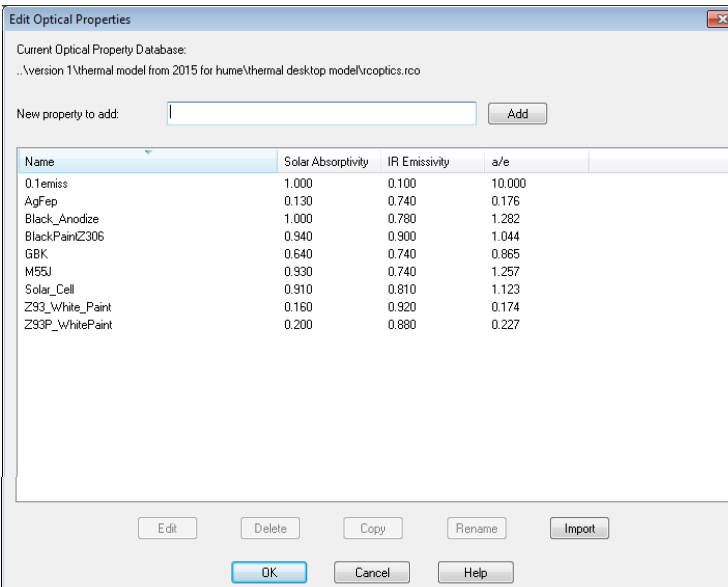 Edit Optical Properties
Current Optical Property Database:
..\version 1\thermal model from 2015 for hume\thermal desktop model\rcoptics.rco
New property to add:
Add
Name Solar Absorptivity IR Emissivity a/e
0.1emiss 1.000 0.100 10.000
AgFep 0.130 0.740 0.176
Black_Anodize 1.000 0.780 1.282
BlackPaintZ306 0.940 0.900 1.044
GBK 0.640 0.740 0.865
M55J 0.930 0.740 1.257
Solar_Cell 0.910 0.810 1.123
Z93_White_Paint 0.160 0.920 0.174
Z93P_WhitePaint 0.200 0.880 0.227
Edit Delete Copy Rename Import
OK Cancel Help